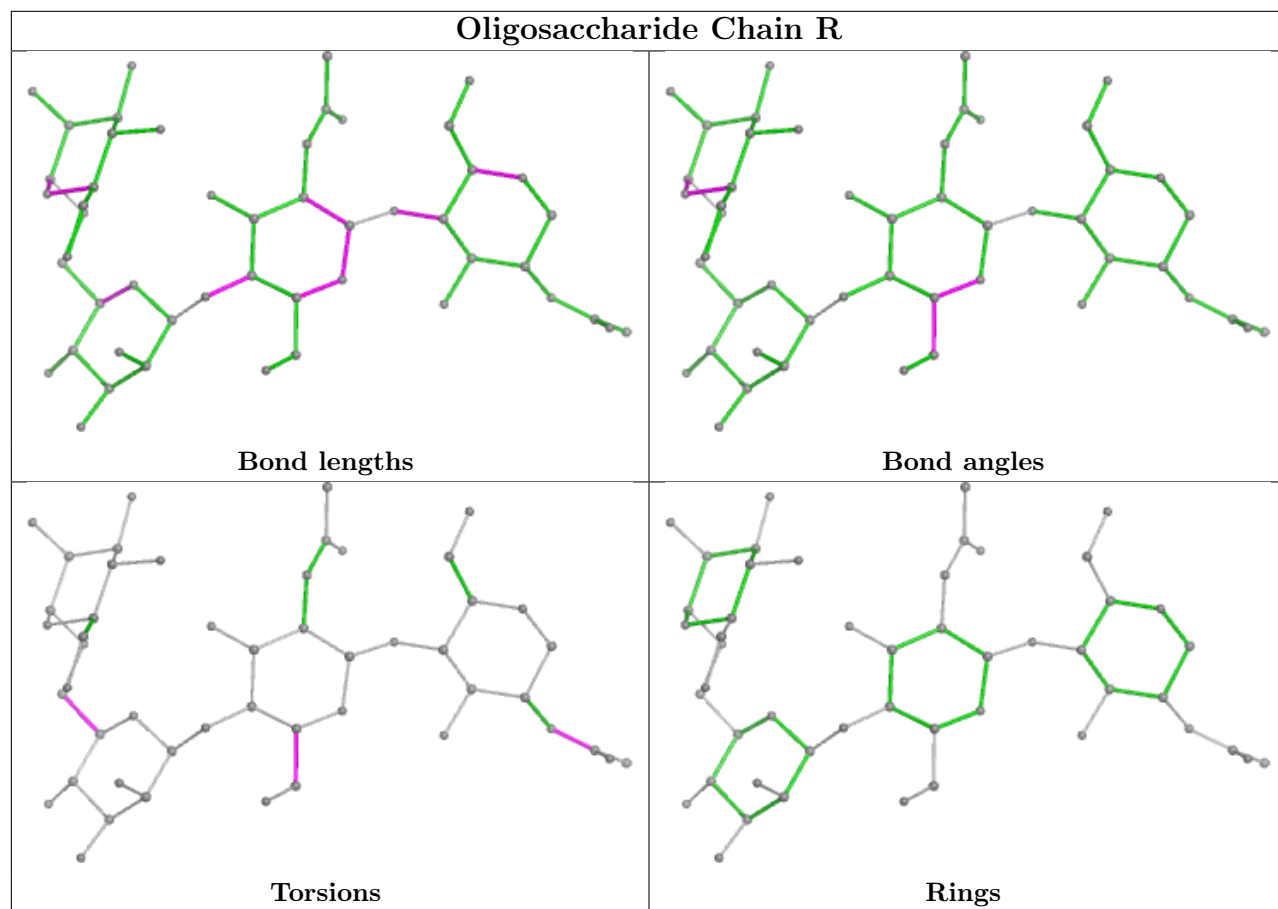 Oligosaccharide Chain R
Bond lengths
Bond angles
Torsions
Rings